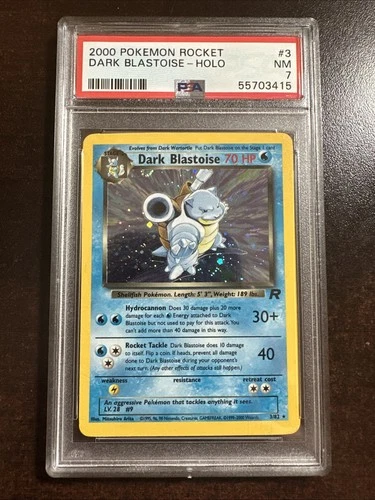 2000 POKEMON ROCKET #3
DARK BLASTOISE - HOLO NM
7
PSA 55703415
Evolves from Dark Wartortle Put Dark Blastoise on the Stage 1 card
Dark Blastoise 70 HP
Shellfish Pokémon. Length: 5' 3", Weight: 189 lbs.
R
Hydrocannon Does 30 damage plus 20 more
damage for each Energy attached to Dark
Blastoise but not used to pay for this attack. You
can't add more than 40 damage in this way.
30+
Rocket Tackle Dark Blastoise does 10 damage
to itself. Flip a coin. If heads, prevent all damage
done to Dark Blastoise during your opponent's
next turn. (Any other effects of attacks still happen.)
40
weakness resistance retreat cost
An aggressive Pokémon that tackles anything it sees.
LV. 28 #9
Illus. Mitsuhiro Arita
3/82